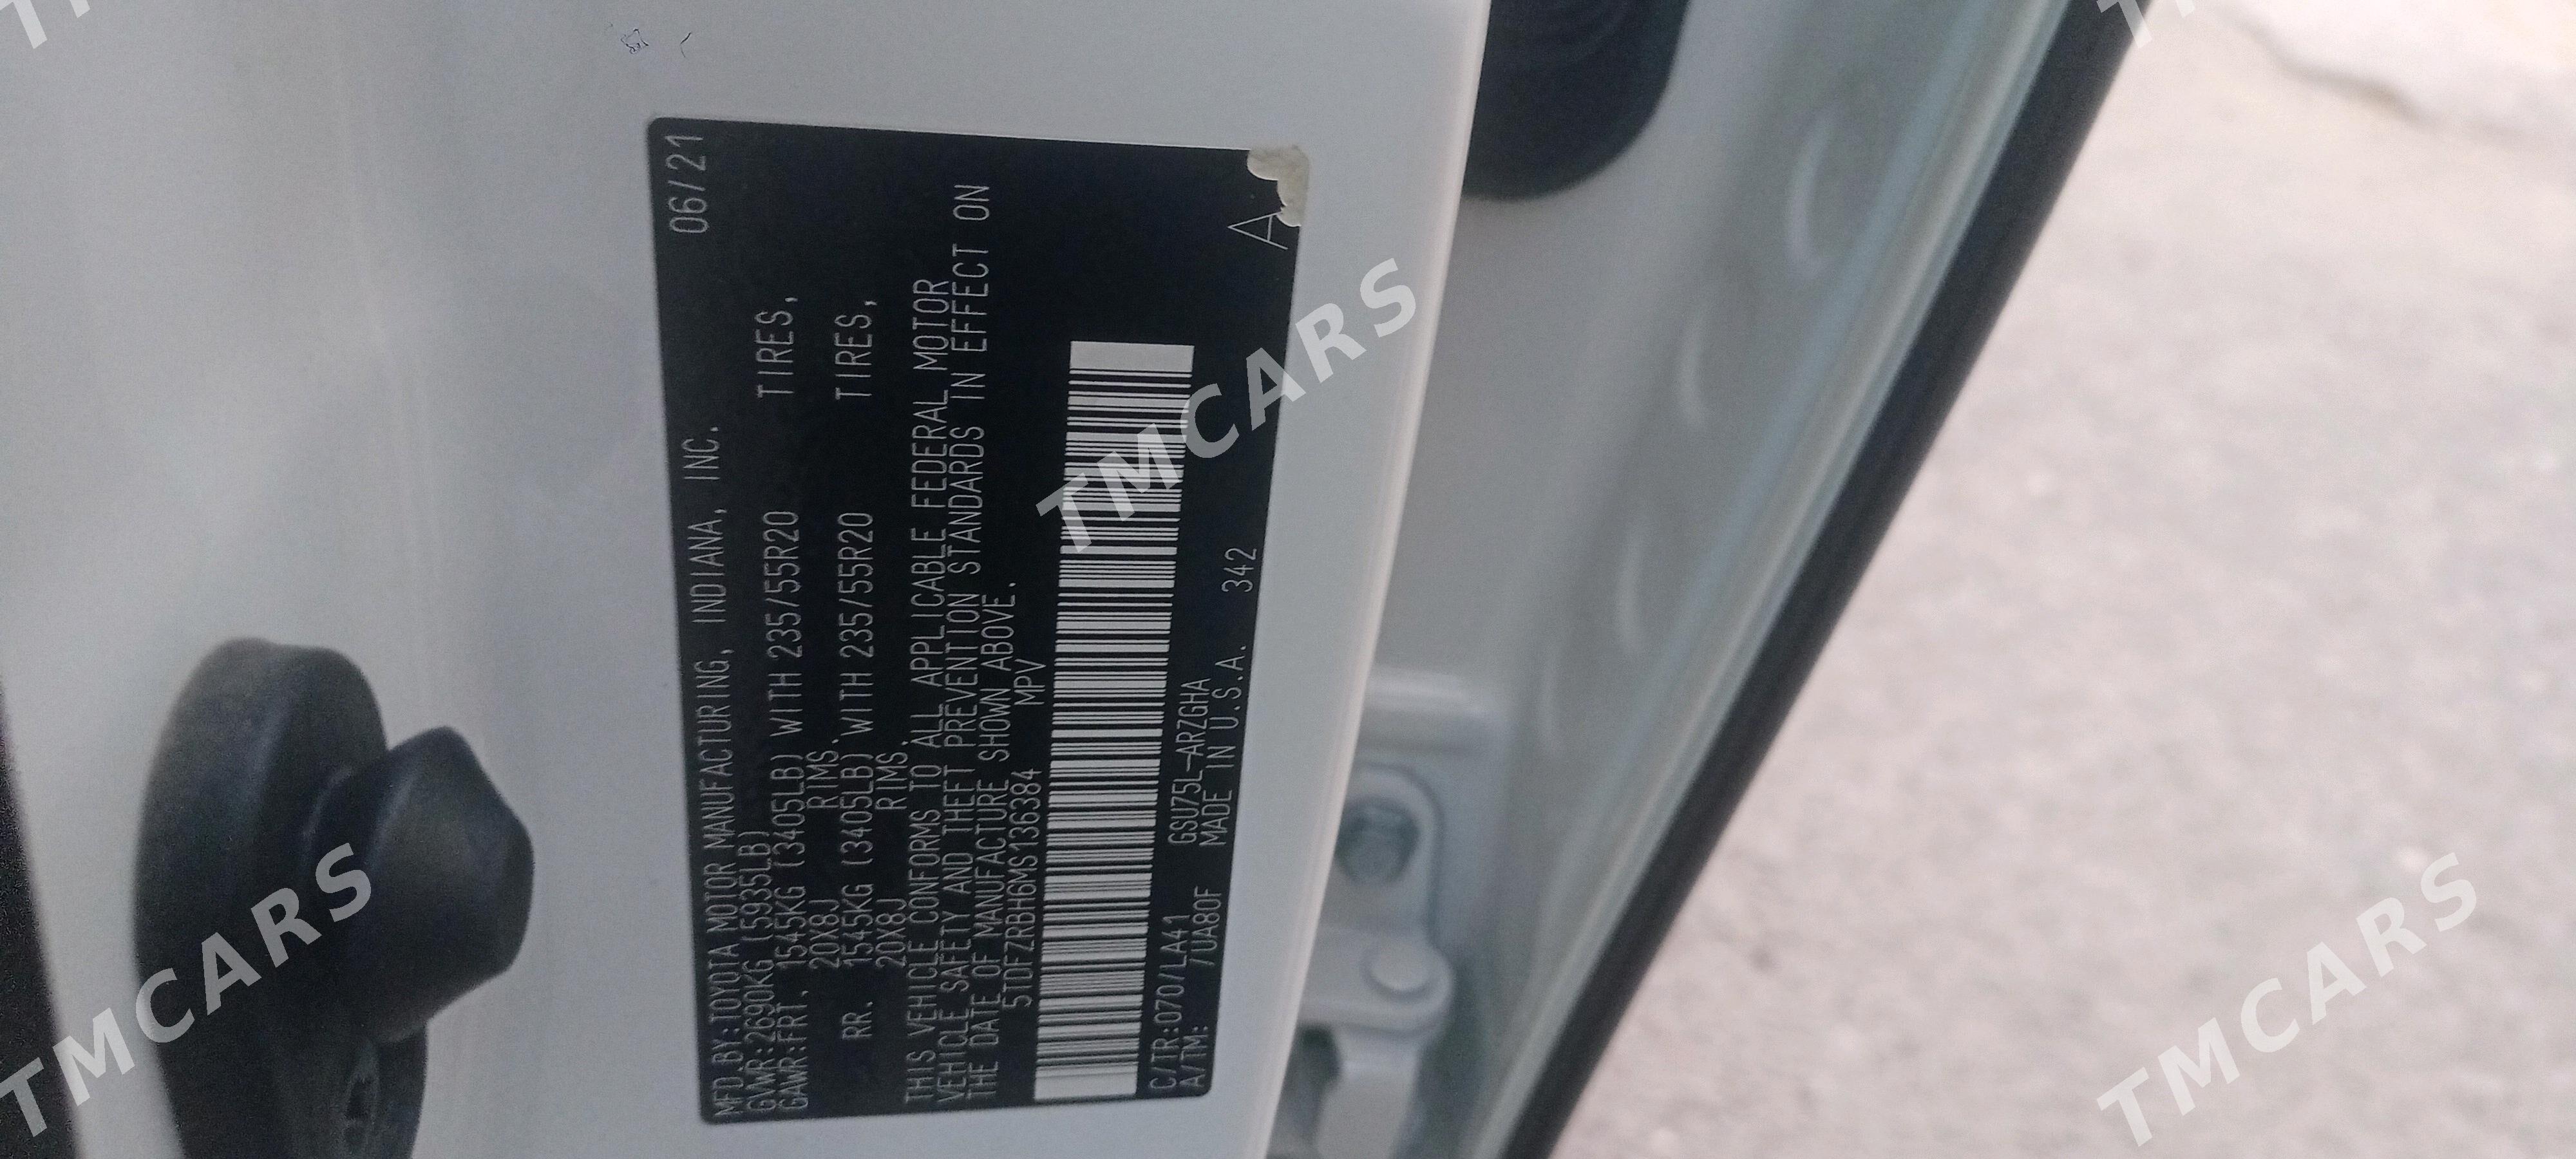 MFD.BY:TOYOTA MOTOR MANUFACTURING, INDIANA, INC. 06/21
GVWR:2690KG (5935LB)
GAWR:FRT. 1545KG (3405LB) WITH 235/55R20 TIRES,
20X8J RIMS,
RR. 1545KG (3405LB) WITH 235/55R20 TIRES,
20X8J RIMS,
THIS VEHICLE CONFORMS TO ALL APPLICABLE FEDERAL MOTOR
VEHICLE SAFETY AND THEFT PREVENTION STANDARDS IN EFFECT ON
THE DATE OF MANUFACTURE SHOWN ABOVE.
5TDFZRBH6MS136384 MPV
C/TR:070/LA41 GSU75L-ARZGHA
A/TM: /UA80F MADE IN U.S.A. 342
A
TMCARS
TMCARS
TMCARS